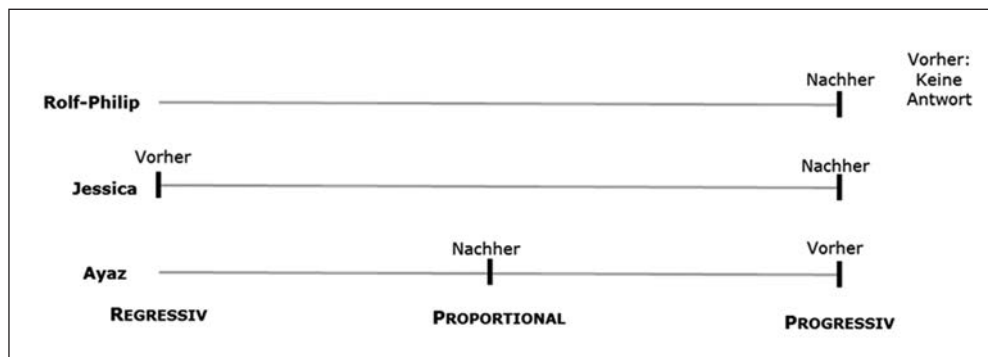 Vorher:
Keine
Antwort
Nachher
Rolf-Philip
Vorher
Nachher
Jessica
Nachher
Vorher
Ayaz
REGRESSIV
PROPORTIONAL
PROGRESSIV